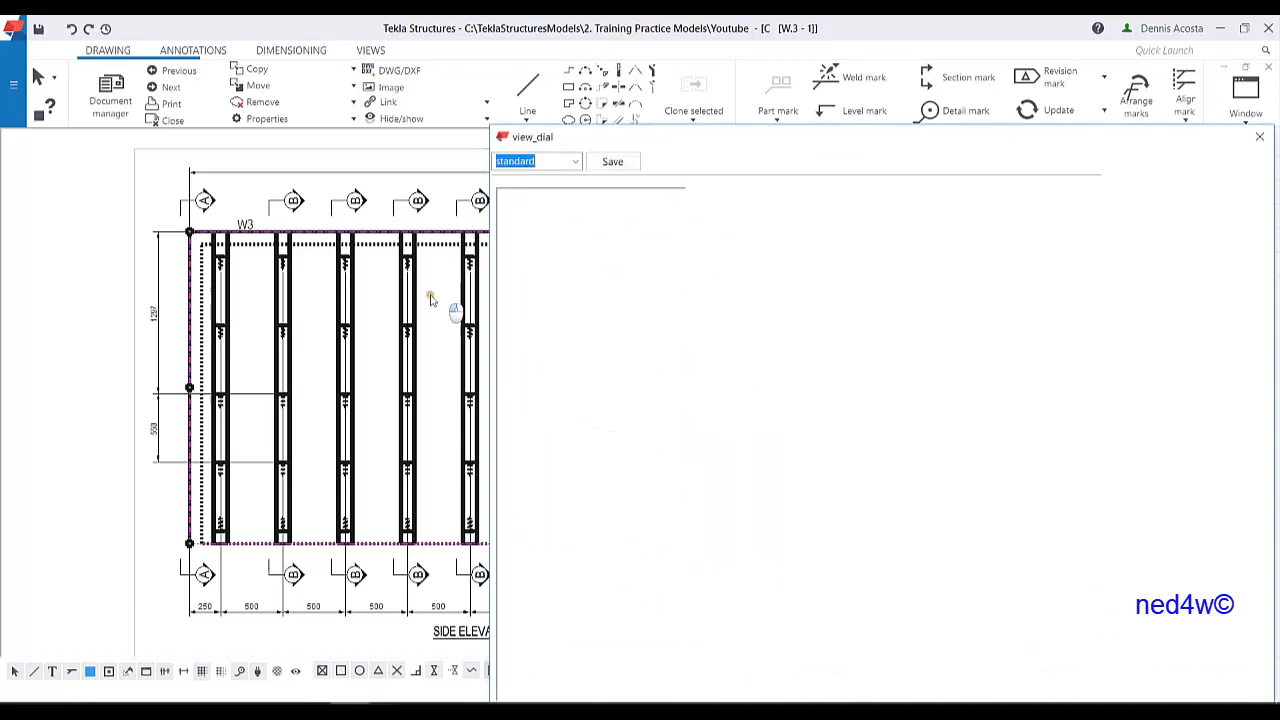 Tekla Structures - C:\TeklaStructuresModels\2. Training Practice Models\Youtube - [C [W.3 - 1]]
Dennis Acosta
DRAWING ANNOTATIONS DIMENSIONING VIEWS
Quick Launch
Document manager
Previous
Next
Print
Close
Copy
Move
Remove
Properties
DWG/DXF
Image
Link
Hide/show
Line
Clone selected
Part mark
Weld mark
Level mark
Section mark
Detail mark
Revision mark
Update
Arrange marks
Align mark
Window
view_dial
standard
Save
A B B B B
W3
1297
550
A B B B B
250 500 500 500 500
SIDE ELEVA
ned4w©